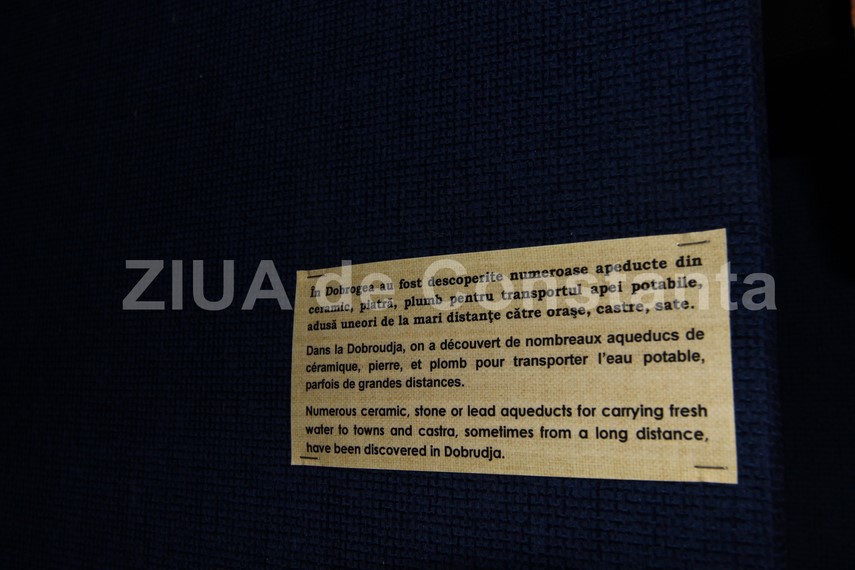 ZIUA de Constanta
În Dobrogea au fost descoperite numeroase apeducte din
ceramic, piatră, plumb pentru transportul apei potabile,
adusă uneori de la mari distanţe către oraşe, castre, sate.
Dans la Dobroudja, on a découvert de nombreaux aqueducs de
céramique, pierre, et plomb pour transporter l'eau potable,
parfois de grandes distances.
Numerous ceramic, stone or lead aqueducts for carrying fresh
water to towns and castra, sometimes from a long distance,
have been discovered in Dobrudja.